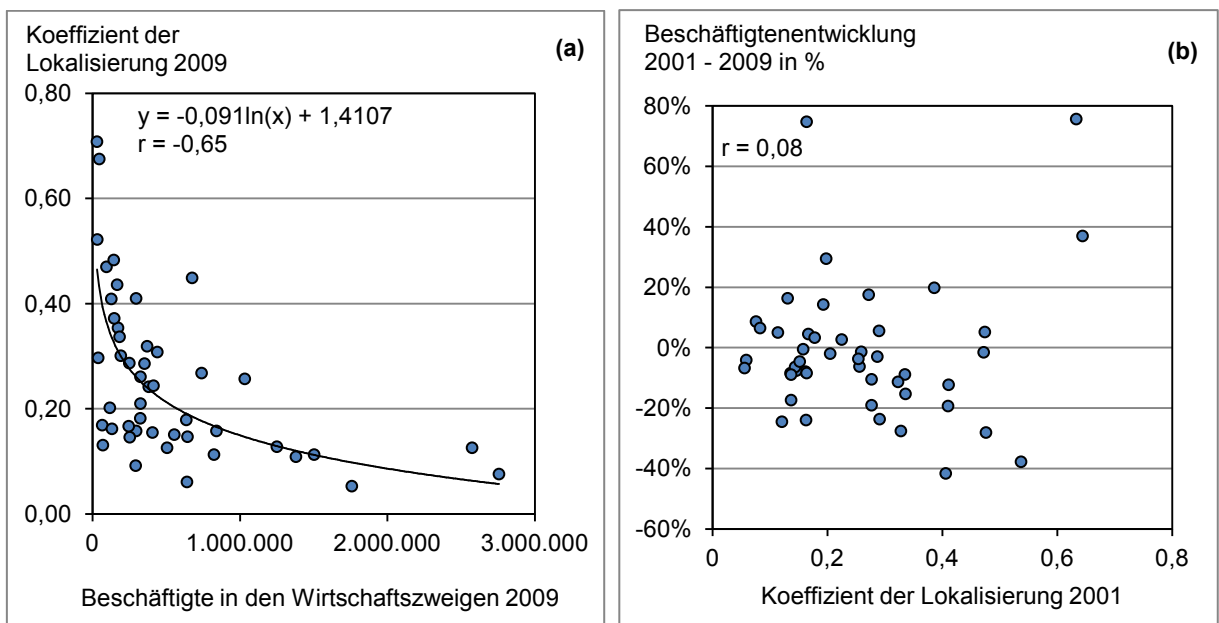 Koeffizient der
Lokalisierung 2009
(a)
y = -0,091ln(x) + 1,4107
r = -0,65
0,80
0,60
0,40
0,20
0,00
0
1.000.000
2.000.000
3.000.000
Beschäftigte in den Wirtschaftszweigen 2009
Beschäftigtenentwicklung
2001 - 2009 in %
(b)
r = 0,08
80%
60%
40%
20%
0%
-20%
-40%
-60%
0
0,2
0,4
0,6
0,8
Koeffizient der Lokalisierung 2001